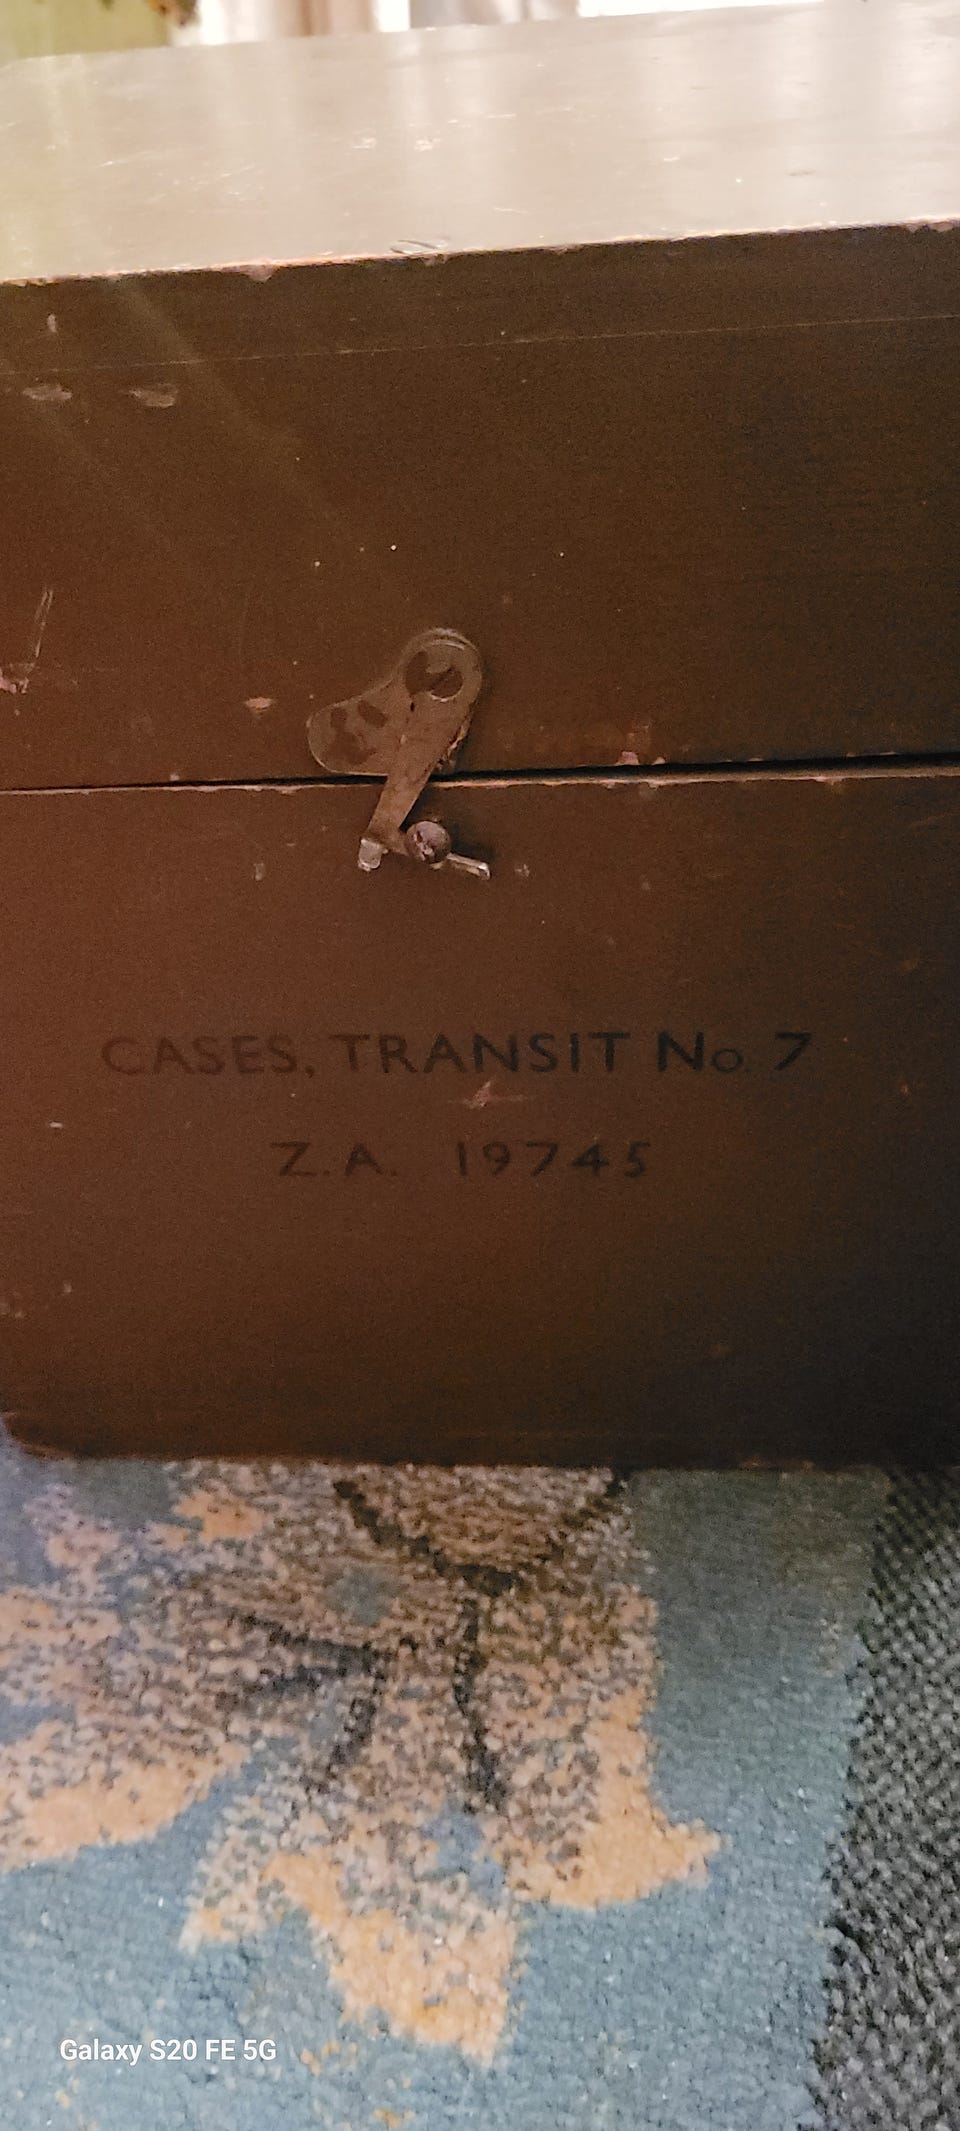 CASES, TRANSIT No. 7
Z.A. 19745
Galaxy S20 FE 5G